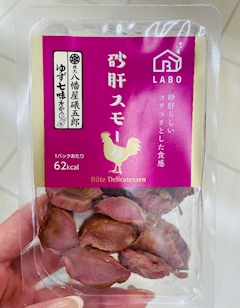 LABO
八幡屋礒五郎
ゆず七味
砂肝スモーク
砂肝らしい
コリコリとした食感
1パックあたり
62kcal
Blüte Delicatessen